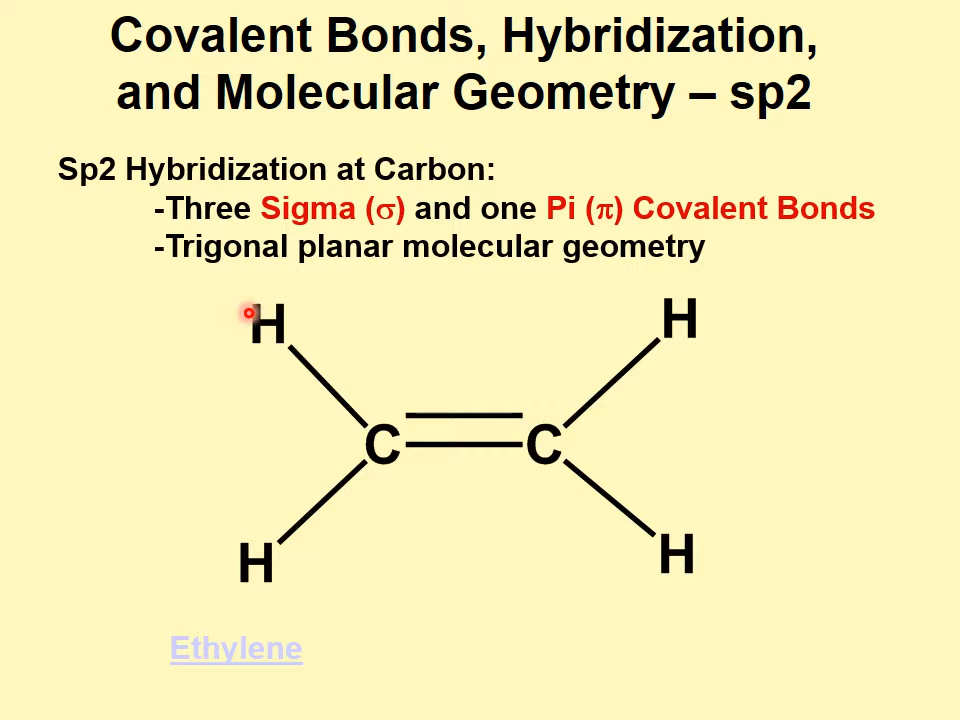 Covalent Bonds, Hybridization,
and Molecular Geometry – sp2
Sp2 Hybridization at Carbon:
-Three Sigma (σ) and one Pi (π) Covalent Bonds
-Trigonal planar molecular geometry
H H
C C
H H
Ethylene